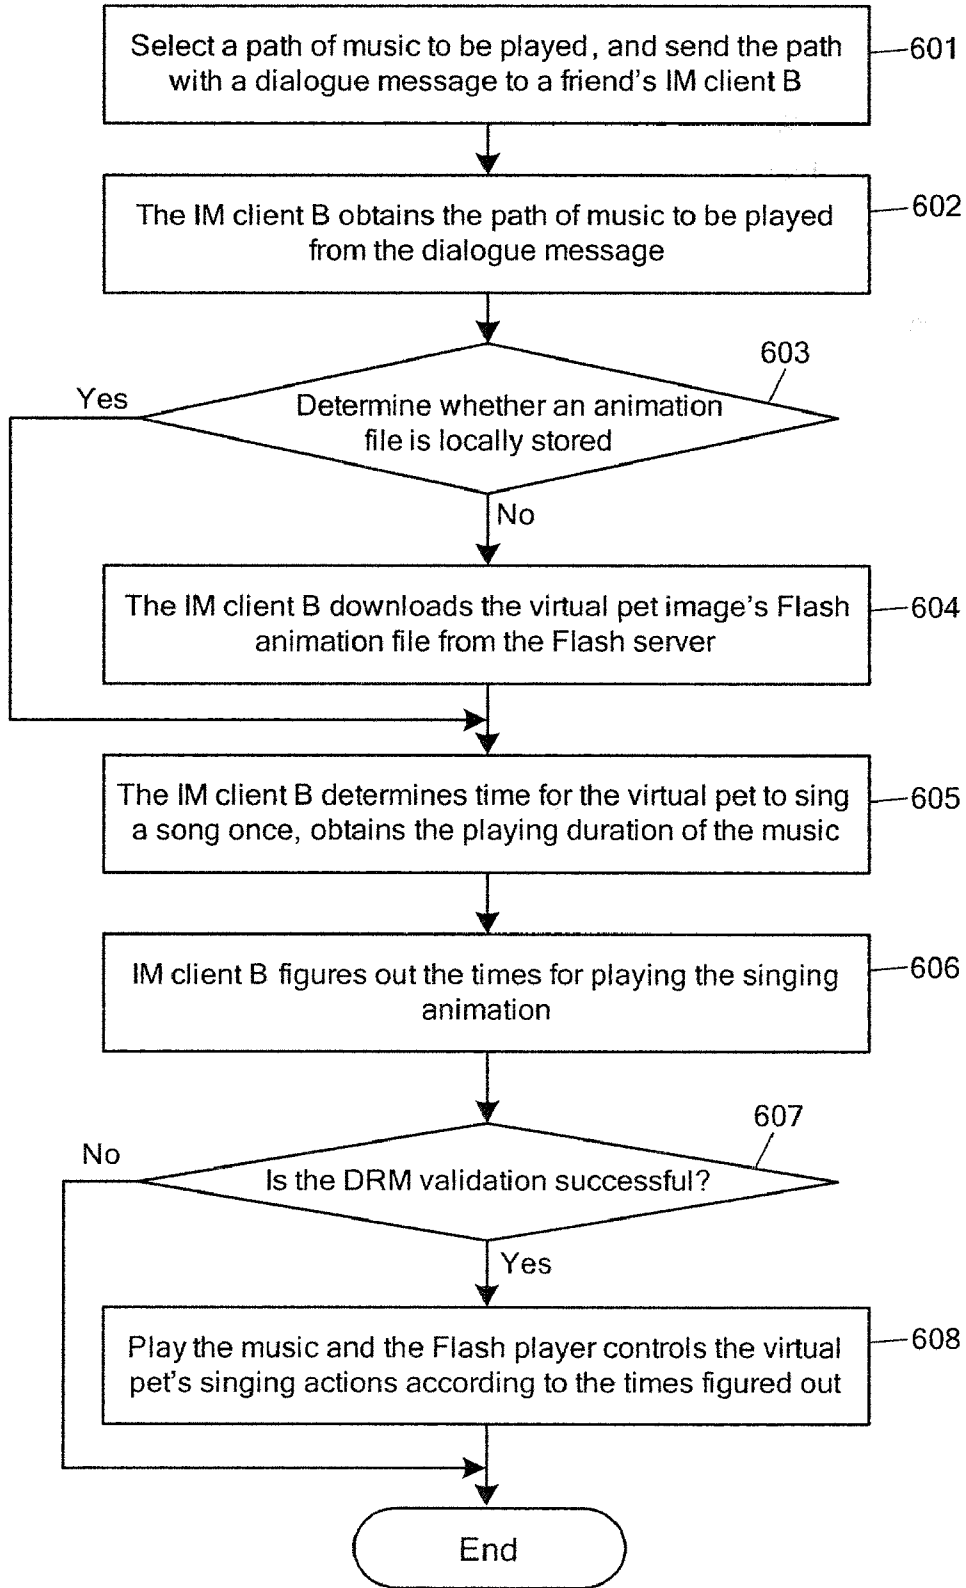 Select a path of music to be played, and send the path
with a dialogue message to a friend's IM client B
601
The IM client B obtains the path of music to be played
from the dialogue message
602
603
Yes
Determine whether an animation
file is locally stored
No
The IM client B downloads the virtual pet image's Flash
animation file from the Flash server
604
The IM client B determines time for the virtual pet to sing
a song once, obtains the playing duration of the music
605
IM client B figures out the times for playing the singing
animation
606
607
No
Is the DRM validation successful?
Yes
Play the music and the Flash player controls the virtual
pet's singing actions according to the times figured out
608
End